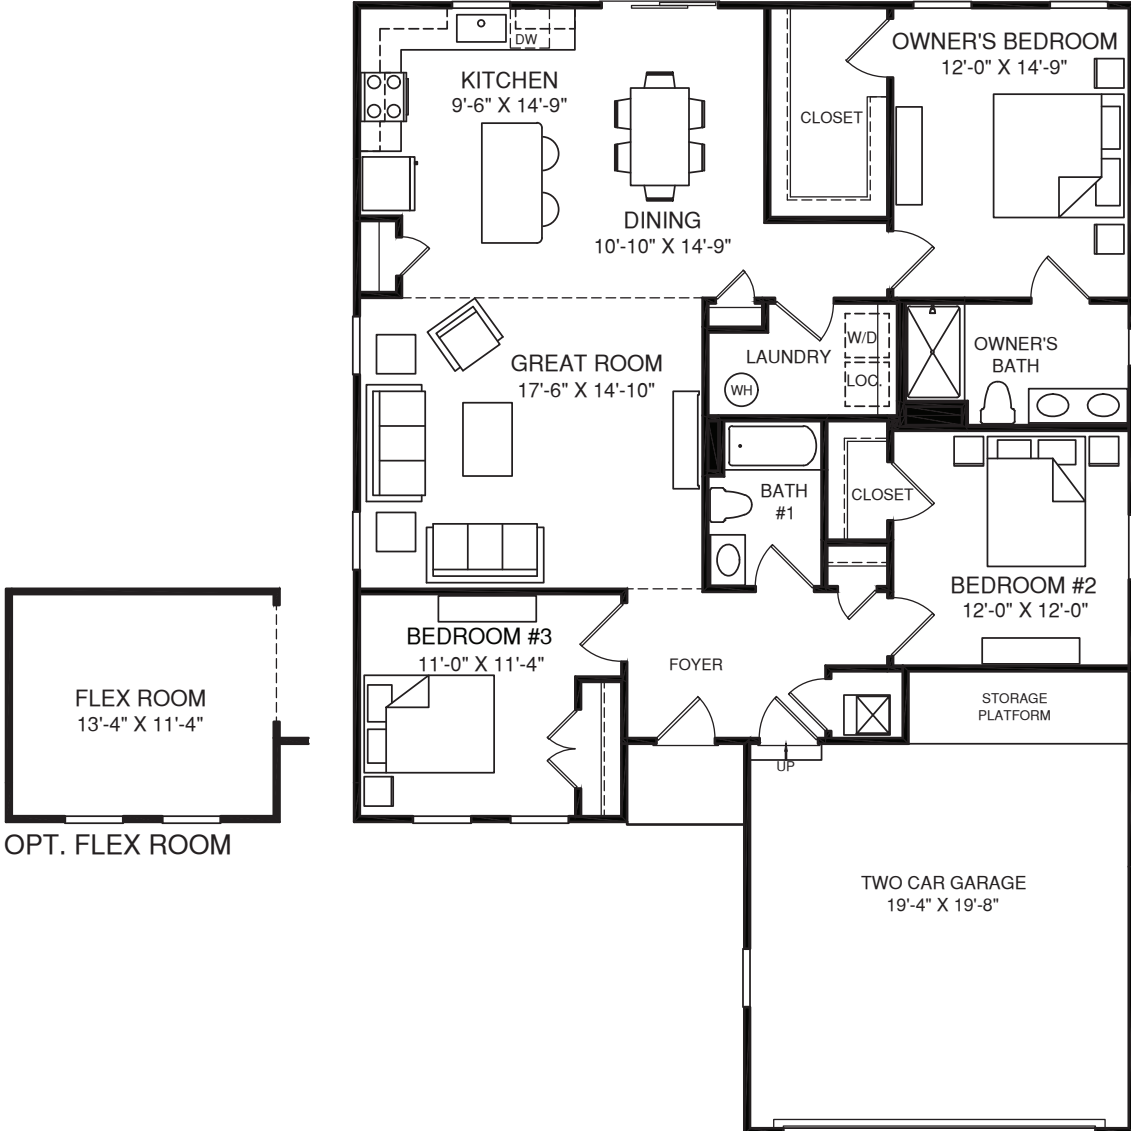 DW
KITCHEN
9'-6" X 14'-9"
DINING
10'-10" X 14'-9"
CLOSET
OWNER'S BEDROOM
12'-0" X 14'-9"
GREAT ROOM
17'-6" X 14'-10"
LAUNDRY
WH
W/D
LOC.
OWNER'S
BATH
BATH
#1
CLOSET
BEDROOM #2
12'-0" X 12'-0"
BEDROOM #3
11'-0" X 11'-4"
FOYER
STORAGE
PLATFORM
UP
FLEX ROOM
13'-4" X 11'-4"
OPT. FLEX ROOM
TWO CAR GARAGE
19'-4" X 19'-8"